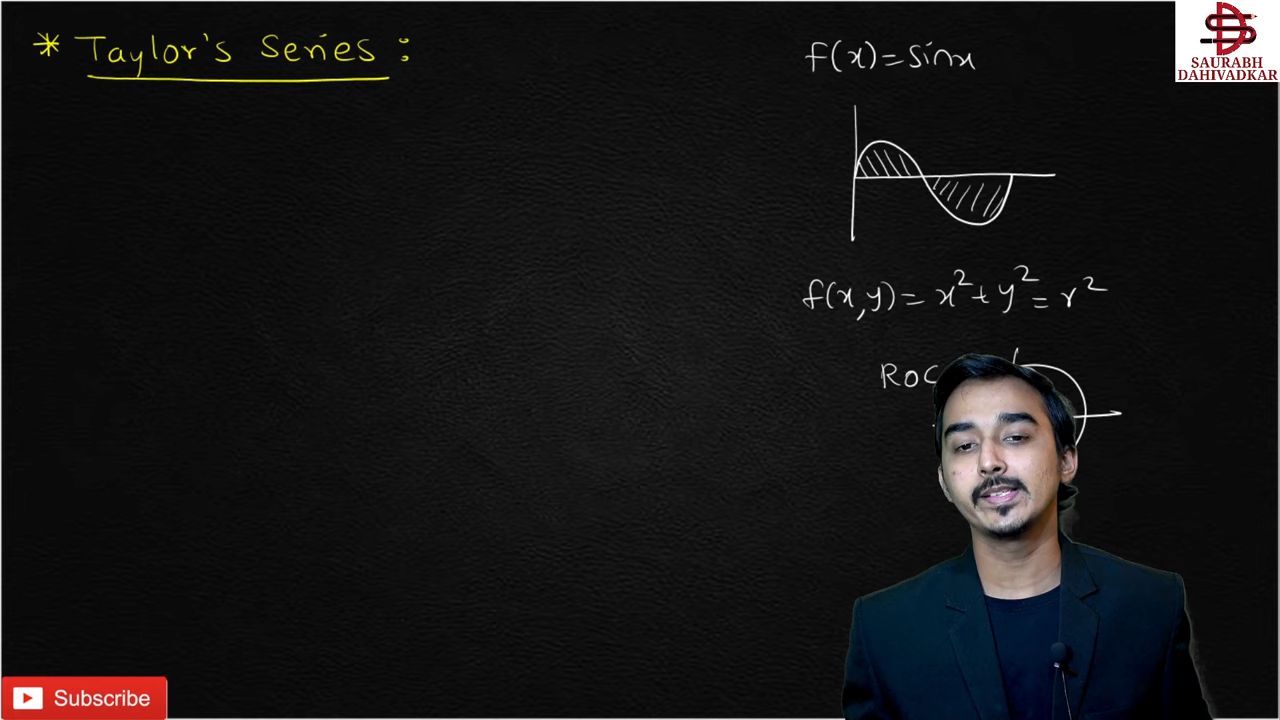 * Taylor's Series :
f(x) = sinx
SAURABH
DAHIVADKAR
f(x,y) = x² + y² = r²
ROC
Subscribe